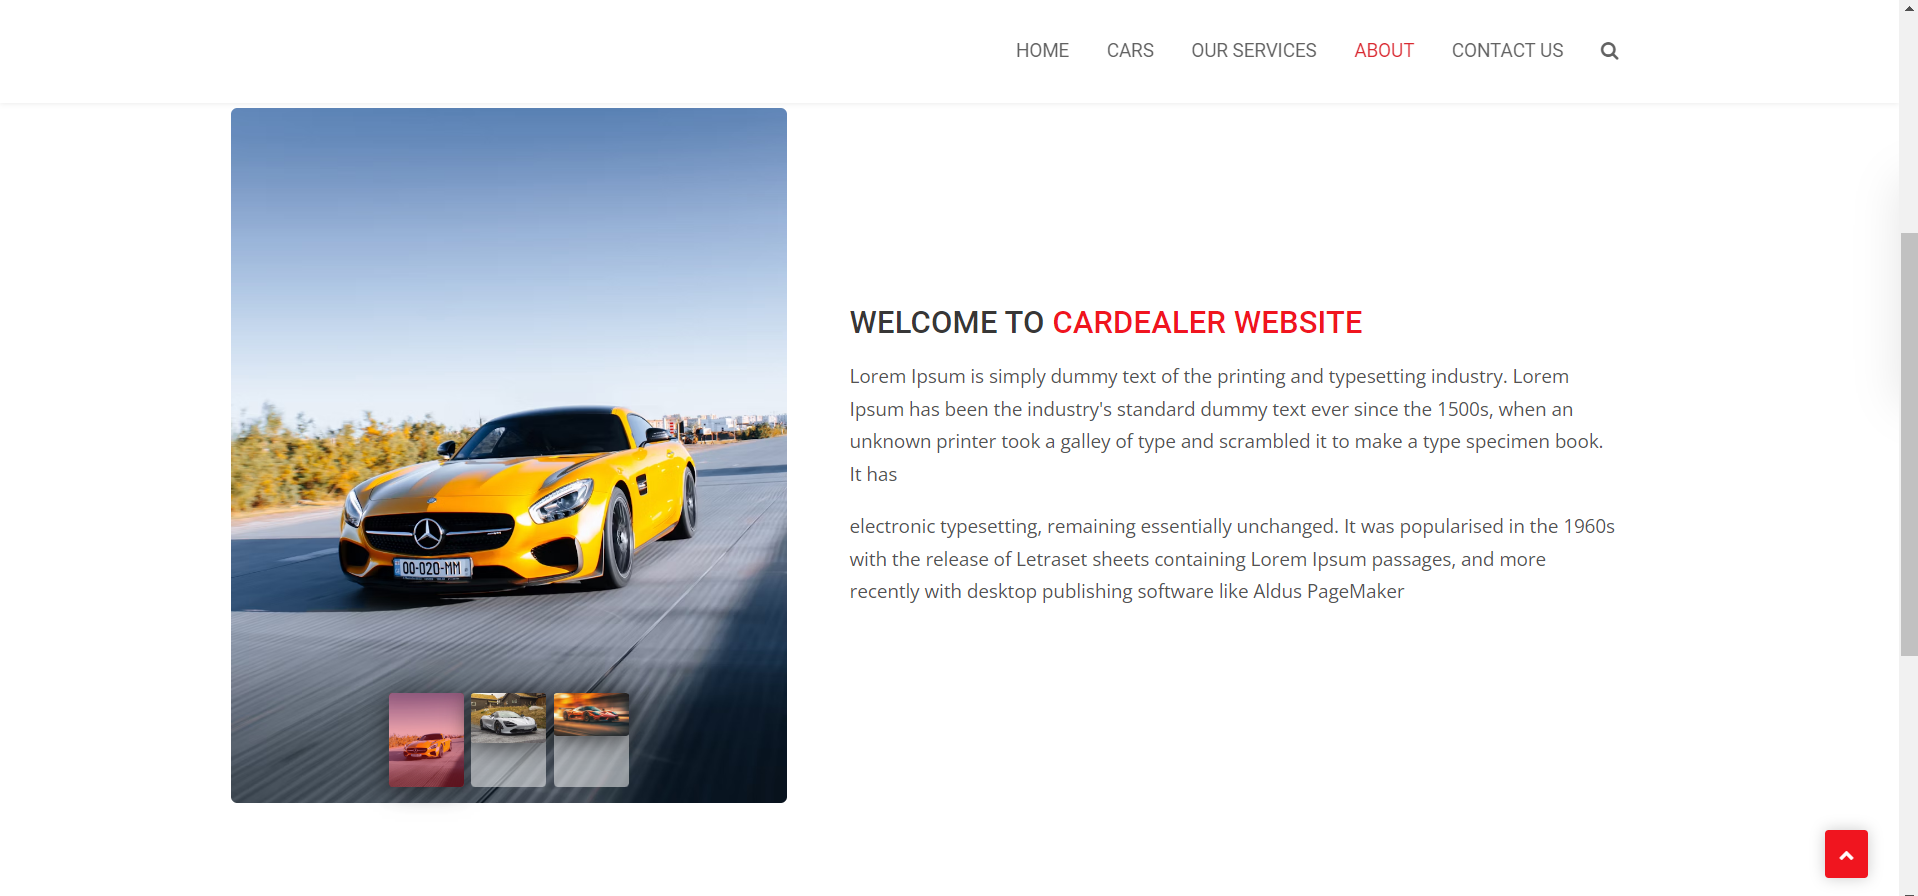 HOME CARS OUR SERVICES ABOUT CONTACT US
WELCOME TO CARDEALER WEBSITE
Lorem Ipsum is simply dummy text of the printing and typesetting industry. Lorem
Ipsum has been the industry's standard dummy text ever since the 1500s, when an
unknown printer took a galley of type and scrambled it to make a type specimen book.
It has
electronic typesetting, remaining essentially unchanged. It was popularised in the 1960s
with the release of Letraset sheets containing Lorem Ipsum passages, and more
recently with desktop publishing software like Aldus PageMaker
OO-020-MM